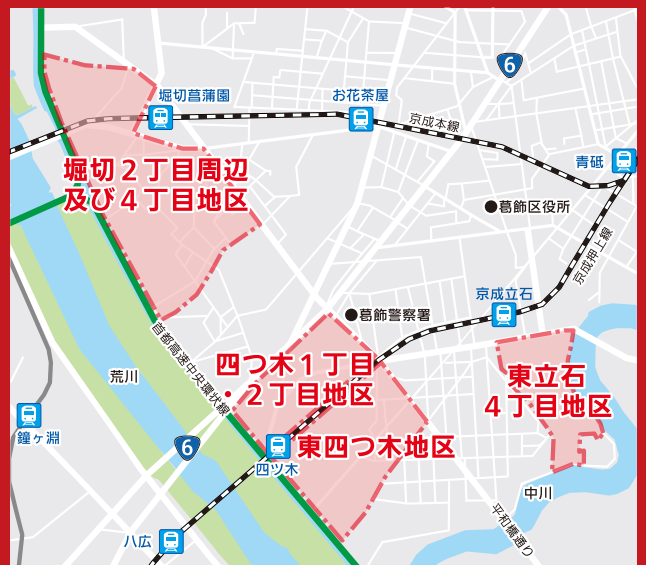 6
堀切菖蒲園
お花茶屋
京成本線
青砥
堀切２丁目周辺
及び４丁目地区
●葛飾区役所
京成押上線
京成立石
●葛飾警察署
首都高速中央環状線
四つ木１丁目
・２丁目地区
東立石
４丁目地区
荒川
鐘ヶ淵
6
東四つ木地区
四ツ木
中川
平和橋通り
八広